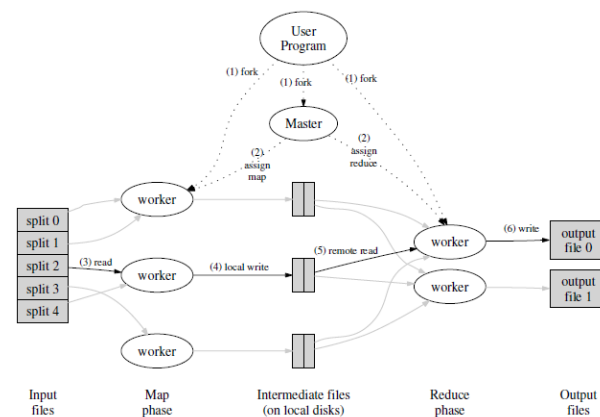 User
Program
(1) fork
(1) fork
(1) fork
Master
(2)
assign
map
(2)
assign
reduce
worker
split 0
split 1
split 2
split 3
split 4
(3) read
worker
(4) local write
(5) remote read
worker
(6) write
output
file 0
worker
output
file 1
worker
Input
files
Map
phase
Intermediate files
(on local disks)
Reduce
phase
Output
files